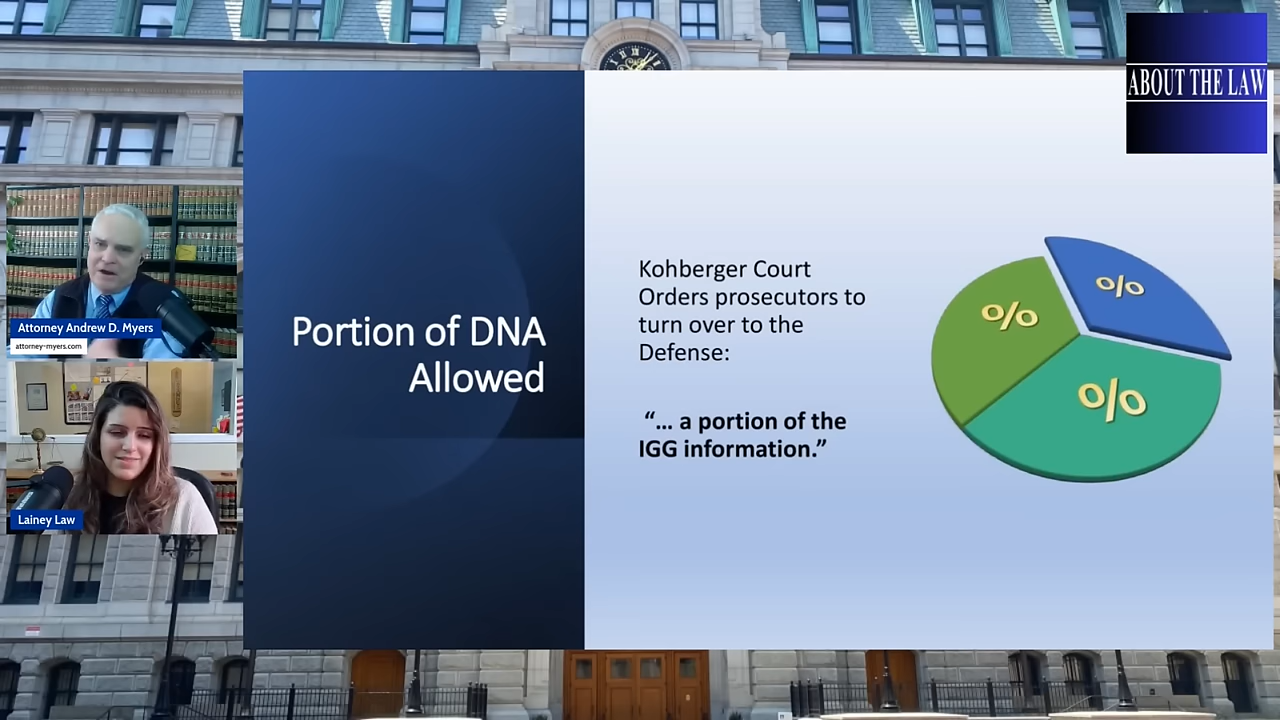 ABOUT THE LAW
Attorney Andrew D. Myers
attorney-myers.com
Lainey Law
Portion of DNA
Allowed
Kohberger Court
Orders prosecutors to
turn over to the
Defense:
“... a portion of the
IGG information.”
%
%
%